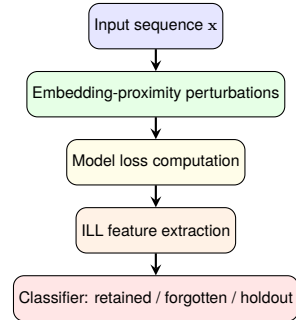 Input sequence x
Embedding-proximity perturbations
Model loss computation
ILL feature extraction
Classifier: retained / forgotten / holdout